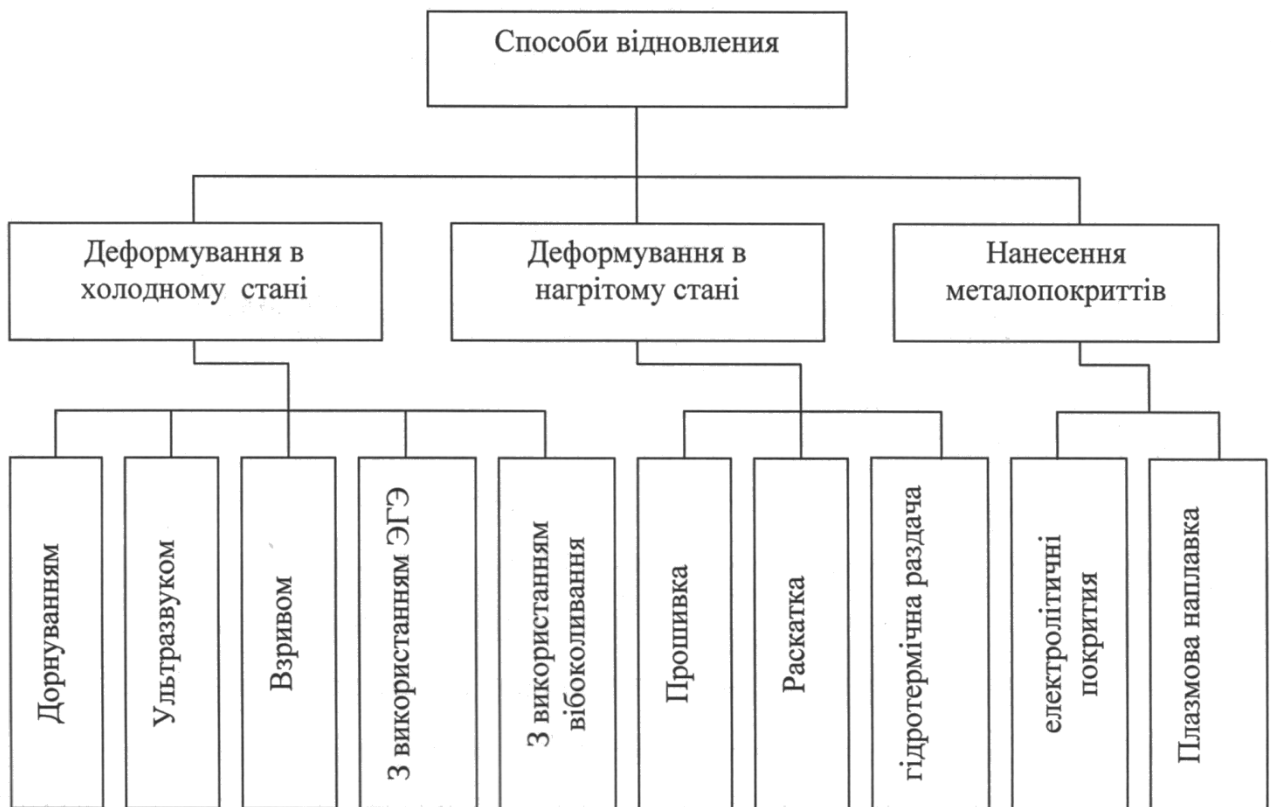 Способи відновлення
Деформування в
холодному стані
Деформування в
нагрітому стані
Нанесення
металопокриттів
Дорнуванням
Ультразвуком
Взривом
З використанням ЭГЭ
З використанням
вібоколивання
Прошивка
Раскатка
гідротермічна раздача
електролітичні
покрития
Плазмова наплавка